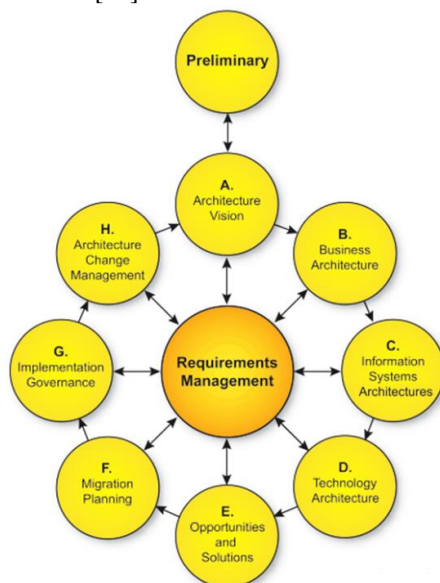 Preliminary
A.
Architecture
Vision
B.
Business
Architecture
C.
Information
Systems
Architectures
D.
Technology
Architecture
E.
Opportunities
and
Solutions
F.
Migration
Planning
G.
Implementation
Governance
H.
Architecture
Change
Management
Requirements
Management